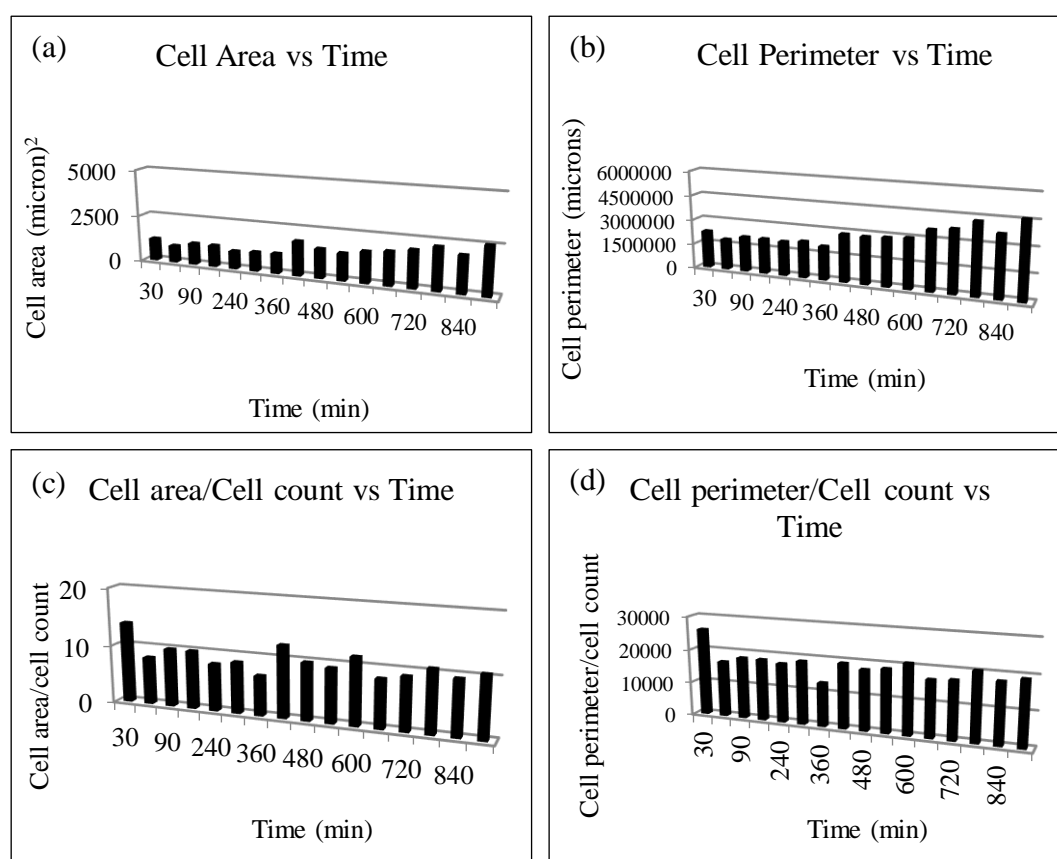 (a)
Cell Area vs Time
Cell area (micron)²
5000
2500
0
30 90 240 360 480 600 720 840
Time (min)
(b)
Cell Perimeter vs Time
Cell perimeter (microns)
6000000
4500000
3000000
1500000
0
30 90 240 360 480 600 720 840
Time (min)
(c)
Cell area/Cell count vs Time
Cell area/cell count
20
10
0
30 90 240 360 480 600 720 840
Time (min)
(d)
Cell perimeter/Cell count vs
Time
Cell perimeter/cell count
30000
20000
10000
0
30 90 240 360 480 600 720 840
Time (min)